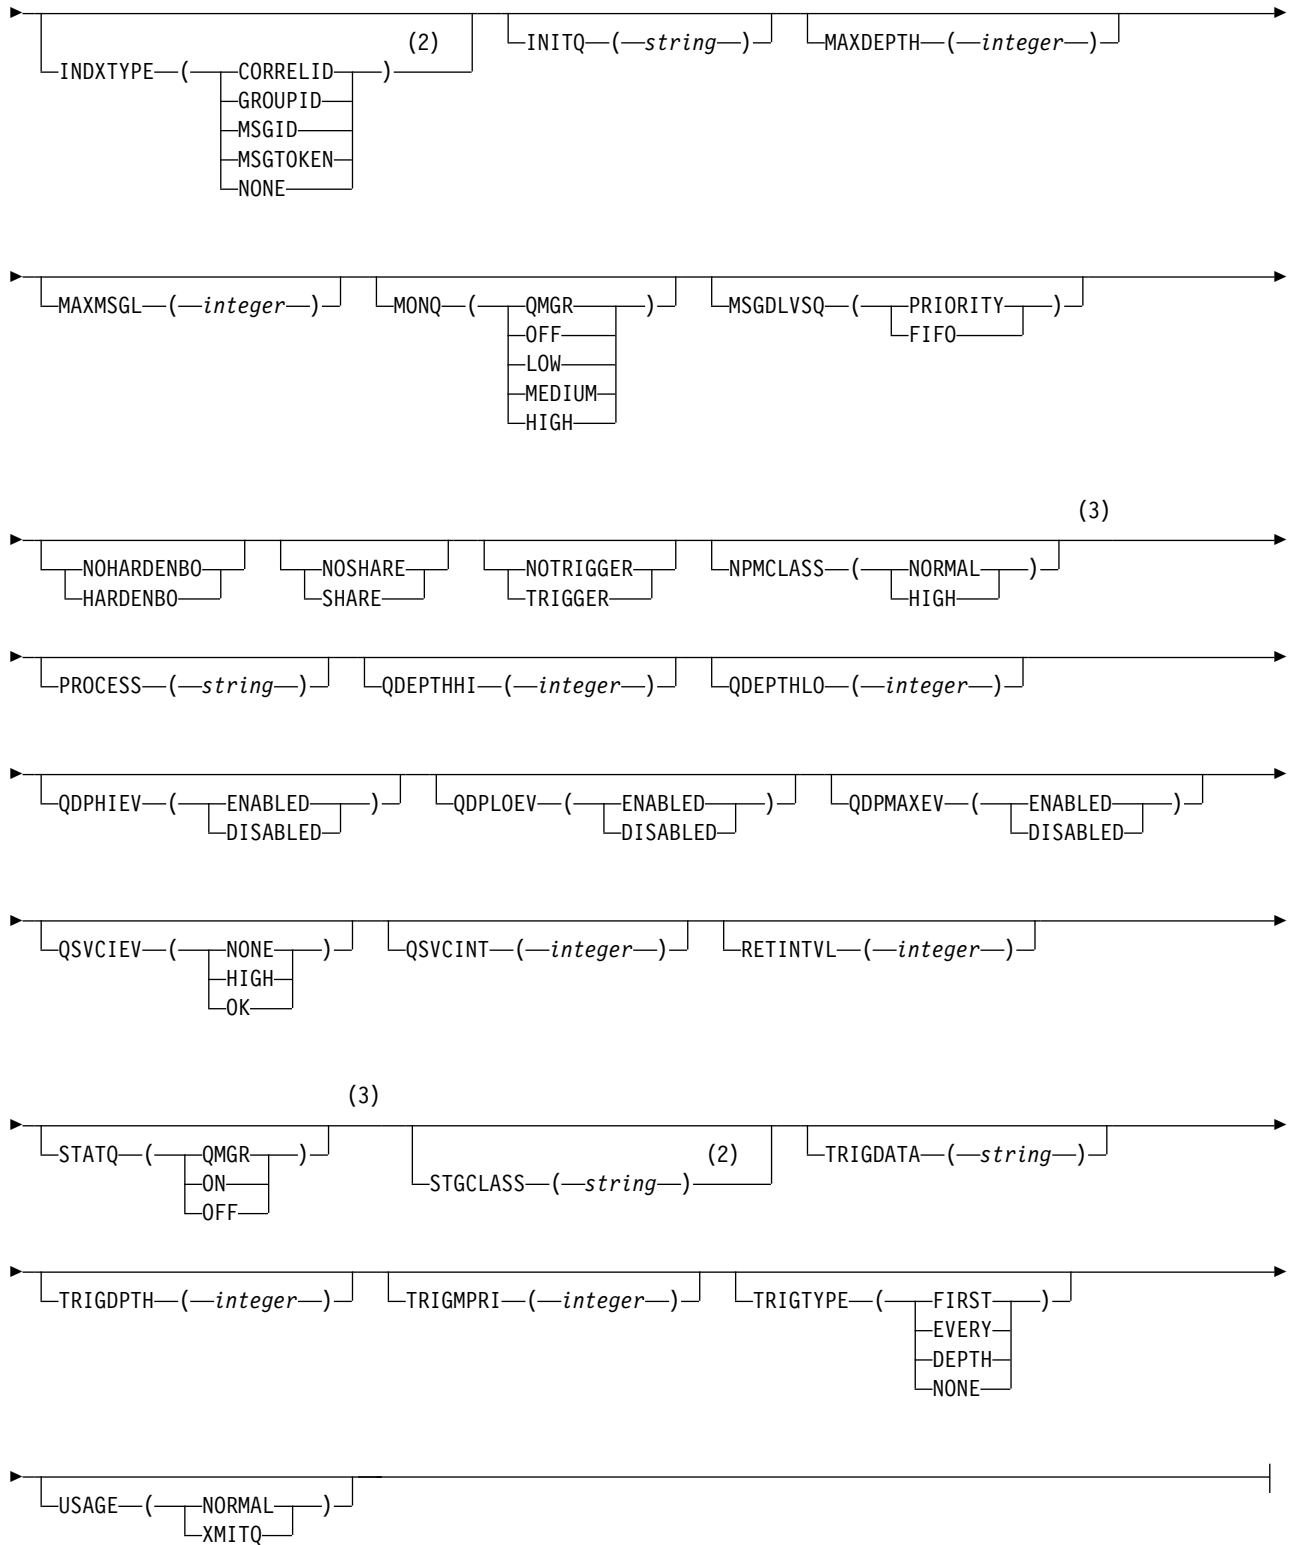 (2)
INITQ ( string )
MAXDEPTH ( integer )
INDXTYPE ( CORRELID )
GROUPID
MSGID
MSGTOKEN
NONE
MAXMSGL ( integer )
MONQ ( QMGR )
OFF
LOW
MEDIUM
HIGH
MSGDLVSQ ( PRIORITY )
FIFO
(3)
NOHARDENBO
HARDENBO
NOSHARE
SHARE
NOTRIGGER
TRIGGER
NPMCLASS ( NORMAL )
HIGH
PROCESS ( string )
QDEPTHHI ( integer )
QDEPTHLO ( integer )
QDPHIEV ( ENABLED )
DISABLED
QDPLOEV ( ENABLED )
DISABLED
QDPMAXEV ( ENABLED )
DISABLED
QSVCIEV ( NONE )
HIGH
OK
QSVCINT ( integer )
RETINTVL ( integer )
(3)
STATQ ( QMGR )
ON
OFF
(2)
STGCLASS ( string )
TRIGDATA ( string )
TRIGDPTH ( integer )
TRIGMPRI ( integer )
TRIGTYPE ( FIRST )
EVERY
DEPTH
NONE
USAGE ( NORMAL )
XMITQ